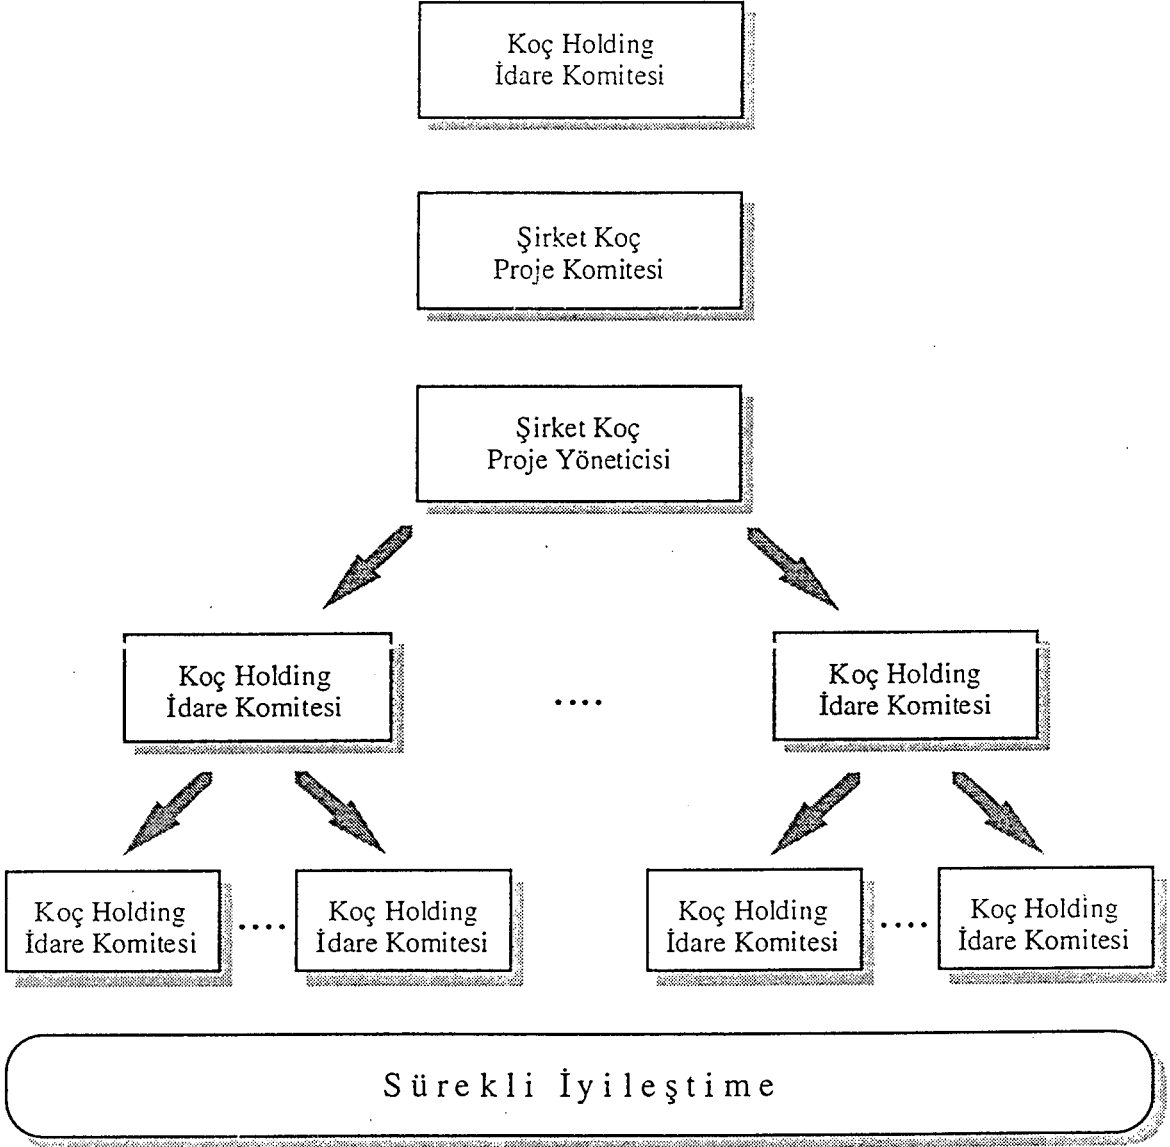 Koç Holding
İdare Komitesi
Şirket Koç
Proje Komitesi
Şirket Koç
Proje Yöneticisi
Koç Holding
İdare Komitesi
....
Koç Holding
İdare Komitesi
Koç Holding
İdare Komitesi
....
Koç Holding
İdare Komitesi
Koç Holding
İdare Komitesi
....
Koç Holding
İdare Komitesi
Sürekli İyileştime